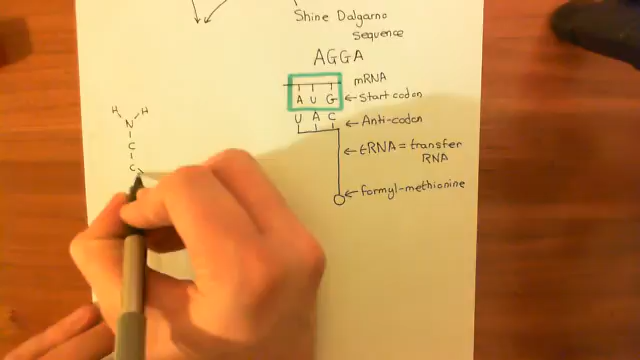 Shine Dalgarno
Sequence
AGGA
mRNA
A U G ← Start codon
U A C ← Anti-codon
← tRNA = transfer
RNA
← formyl-methionine
H H
N
C
C